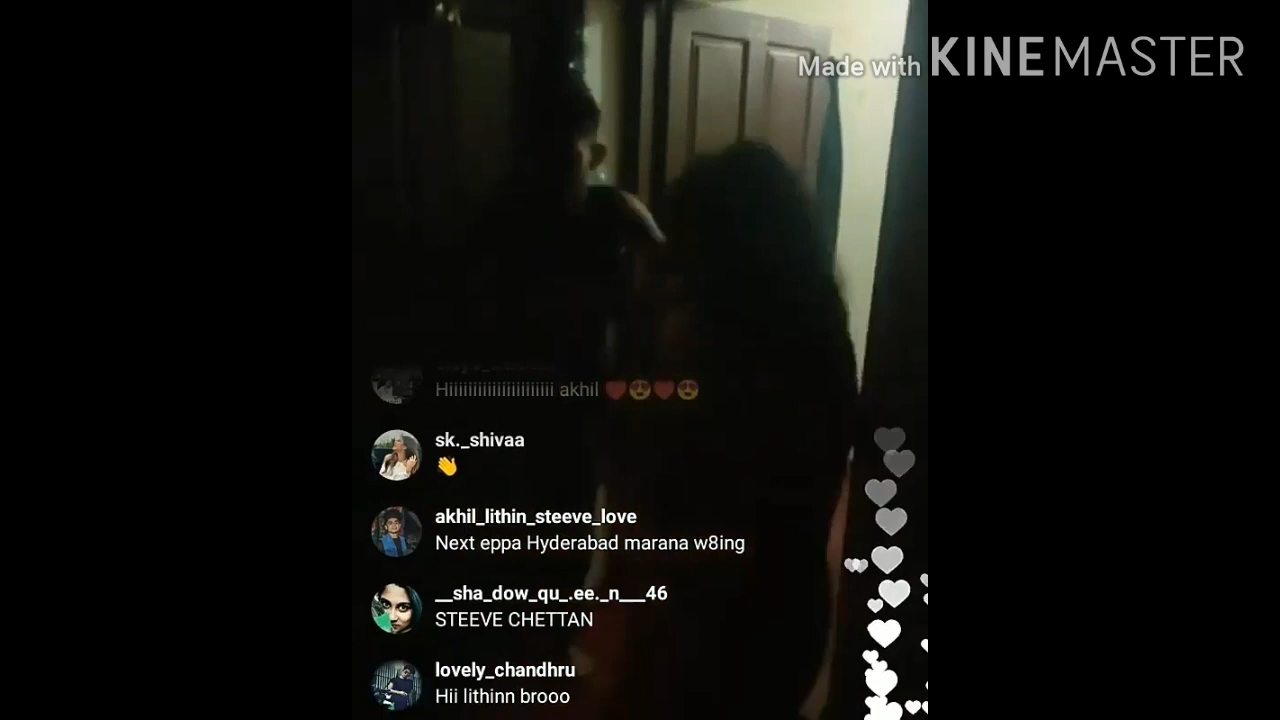 Made with KINEMASTER
Hiiiiiiiiiiiiiiiiiiiiiii akhil ❤️😍❤️😍
sk._shivaa
👋
akhil_lithin_steeve_love
Next eppa Hyderabad marana w8ing
__sha_dow_qu_.ee._n___46
STEEVE CHETTAN
lovely_chandhru
Hii lithinn brooo